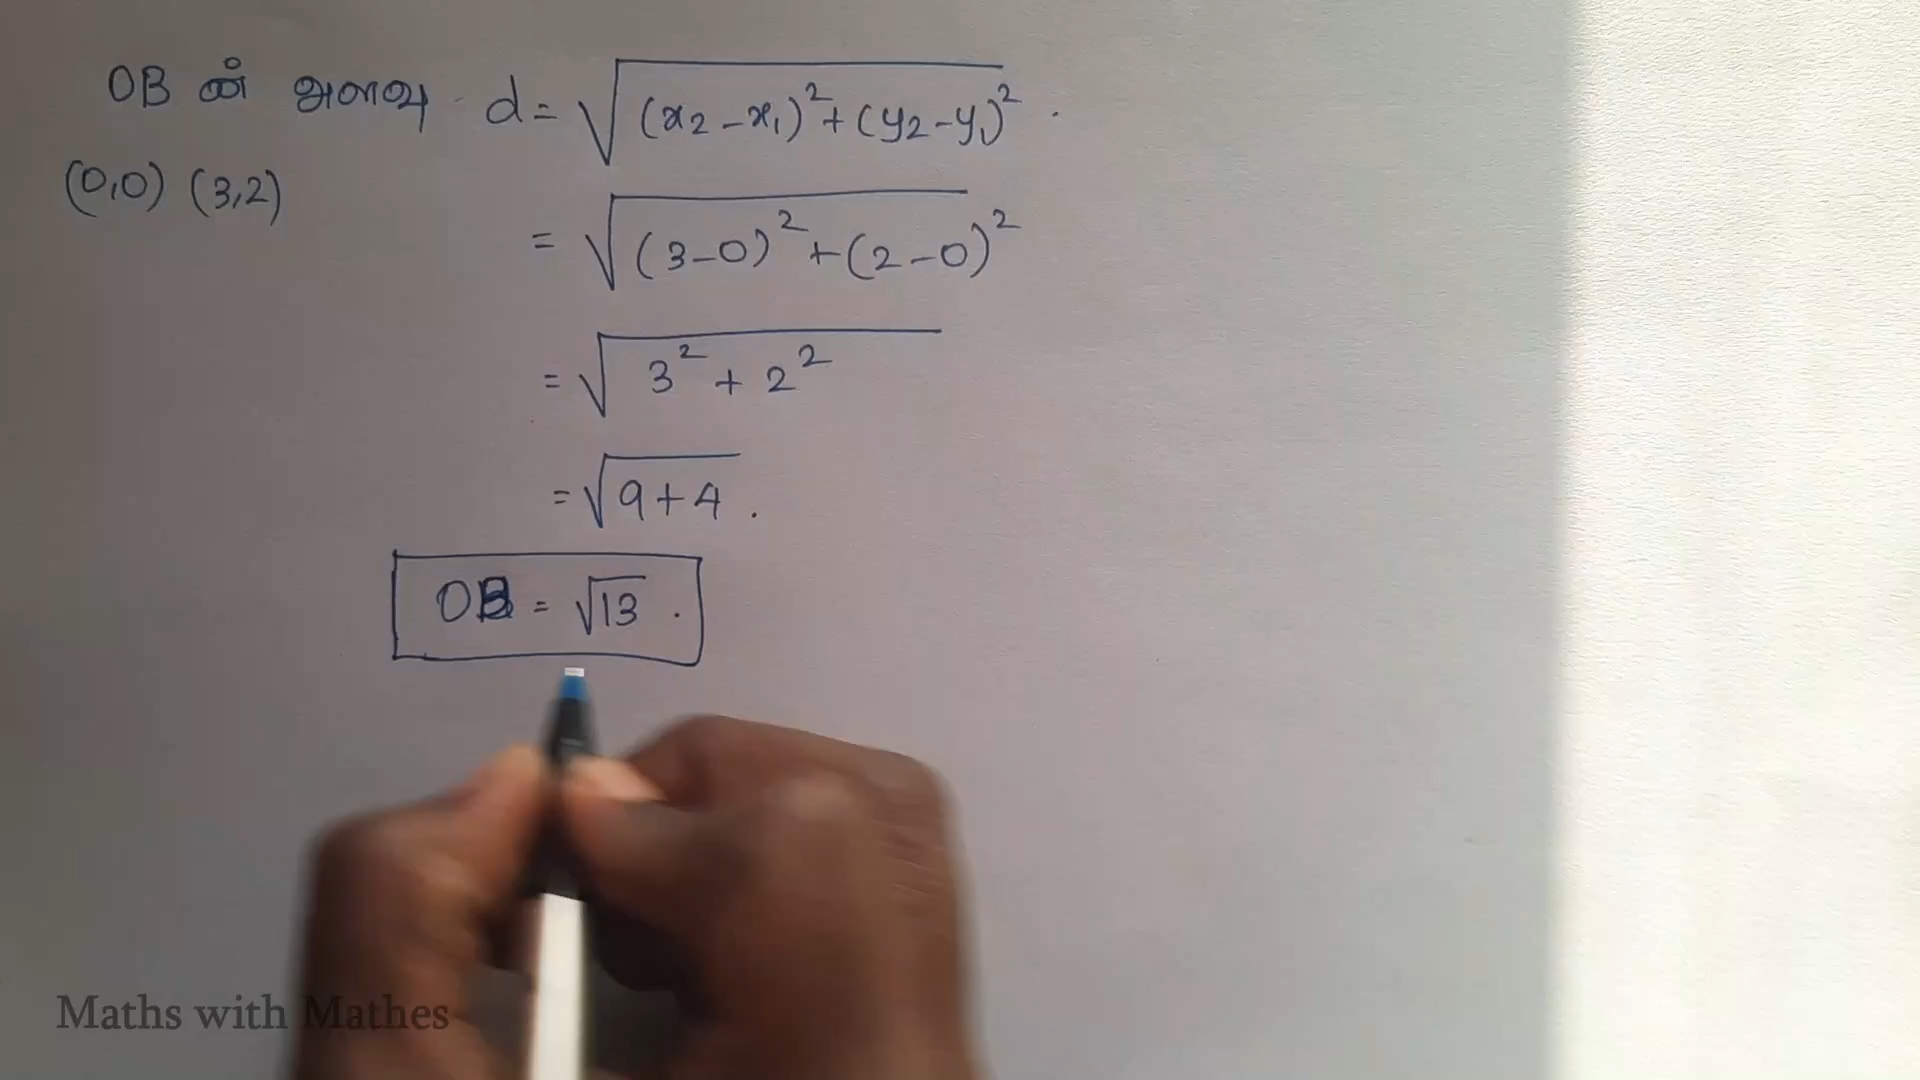 OB ன் அளவு d = √(x₂ - x₁)² + (y₂ - y₁)²
(0,0) (3,2)
= √(3-0)² + (2-0)²
= √3² + 2²
= √9+4 .
OB = √13 .
Maths with Mathes